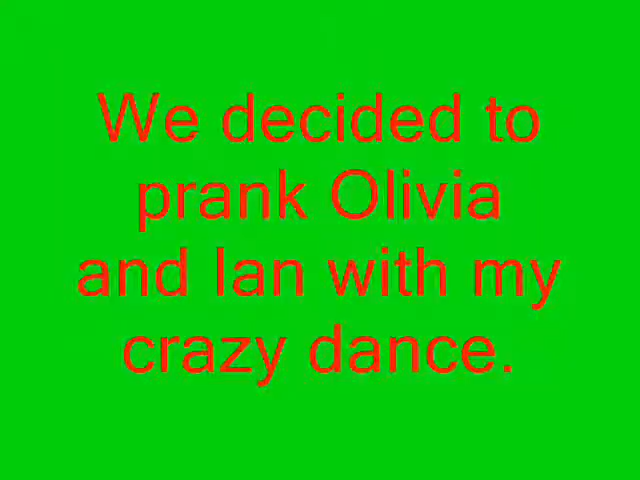 We decided to
prank Olivia
and Ian with my
crazy dance.